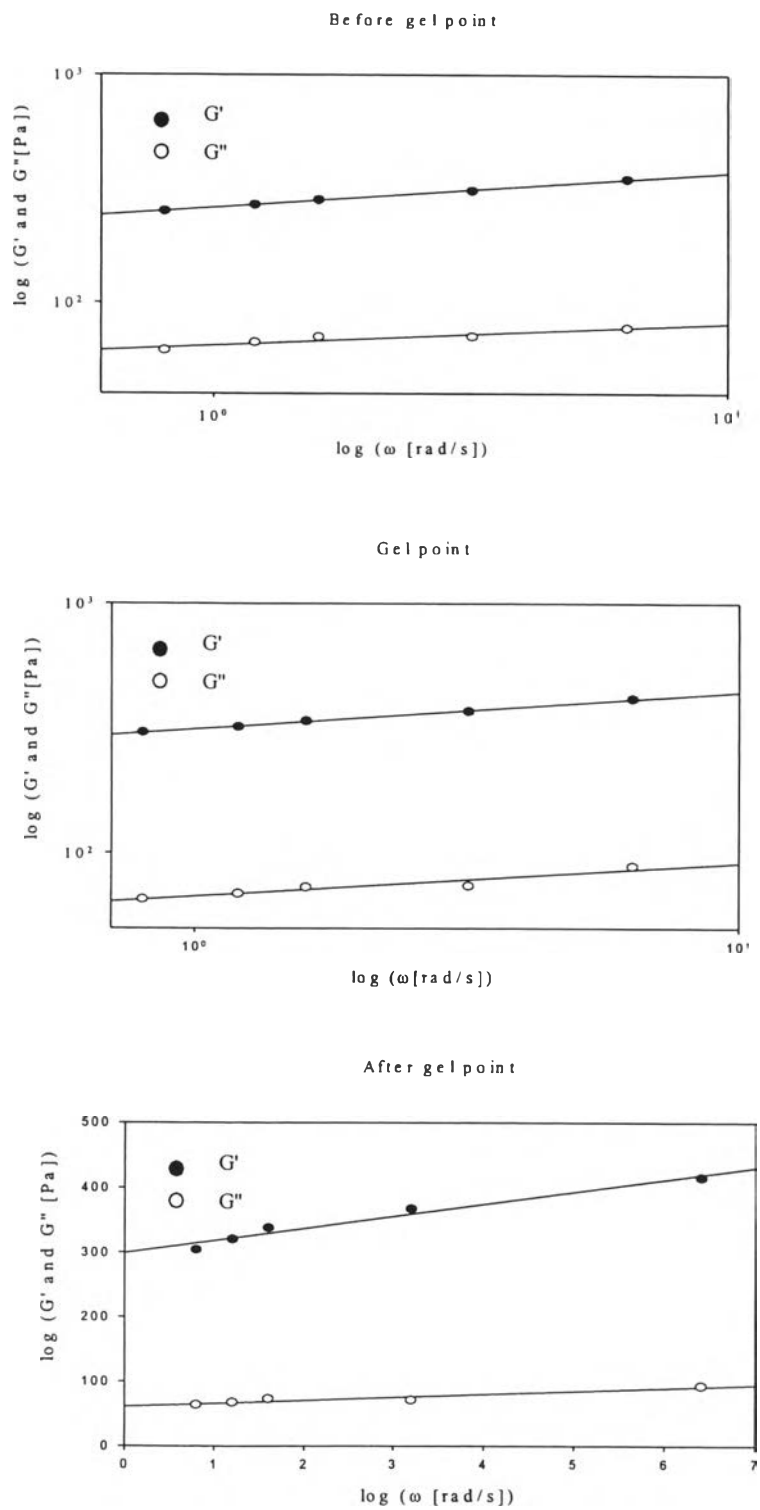 Before gel point
10³
G'
G"
10²
log (G' and G"[Pa])
10⁰
10¹
log (ω [rad/s])
Gel point
10³
G'
G"
10²
log (G' and G"[Pa])
10⁰
10¹
log (ω[rad/s])
After gel point
500
G'
400
G"
300
200
100
0
log (G' and G" [Pa])
0 1 2 3 4 5 6 7
log (ω [rad/s])